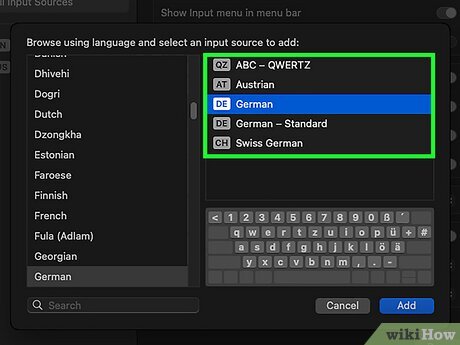 ll Input Sources
Show Input menu in menu bar
Browse using language and select an input source to add:
Danish
Dhivehi
Dogri
Dutch
Dzongkha
Estonian
Faroese
Finnish
French
Fula (Adlam)
Georgian
German
QZ ABC – QWERTZ
AT Austrian
DE German
DE German – Standard
CH Swiss German
< 1 2 3 4 5 6 7 8 9 0 ß ´
q w e r t z u i o p ü + #
a s d f g h j k l ö ä
y x c v b n m , . -
Search
Cancel
Add
wikiHow